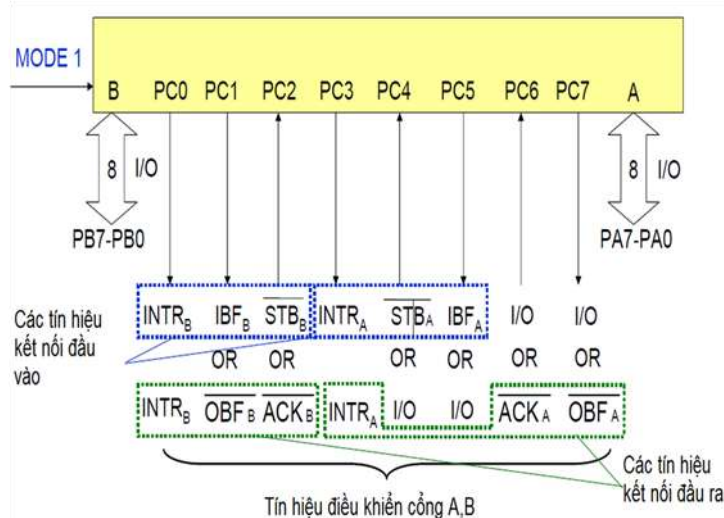 MODE 1
B PC0 PC1 PC2 PC3 PC4 PC5 PC6 PC7 A
8 I/O 8 I/O
PB7-PB0 PA7-PA0
Các tín hiệu
kết nối đầu
vào
INTRB IBFB STBB INTRA STBA IBFA I/O I/O
OR OR OR OR OR OR
INTRB OBFB ACKB INTRA I/O I/O ACKA OBFA
Các tín hiệu
kết nối đầu ra
Tín hiệu điều khiển cổng A,B